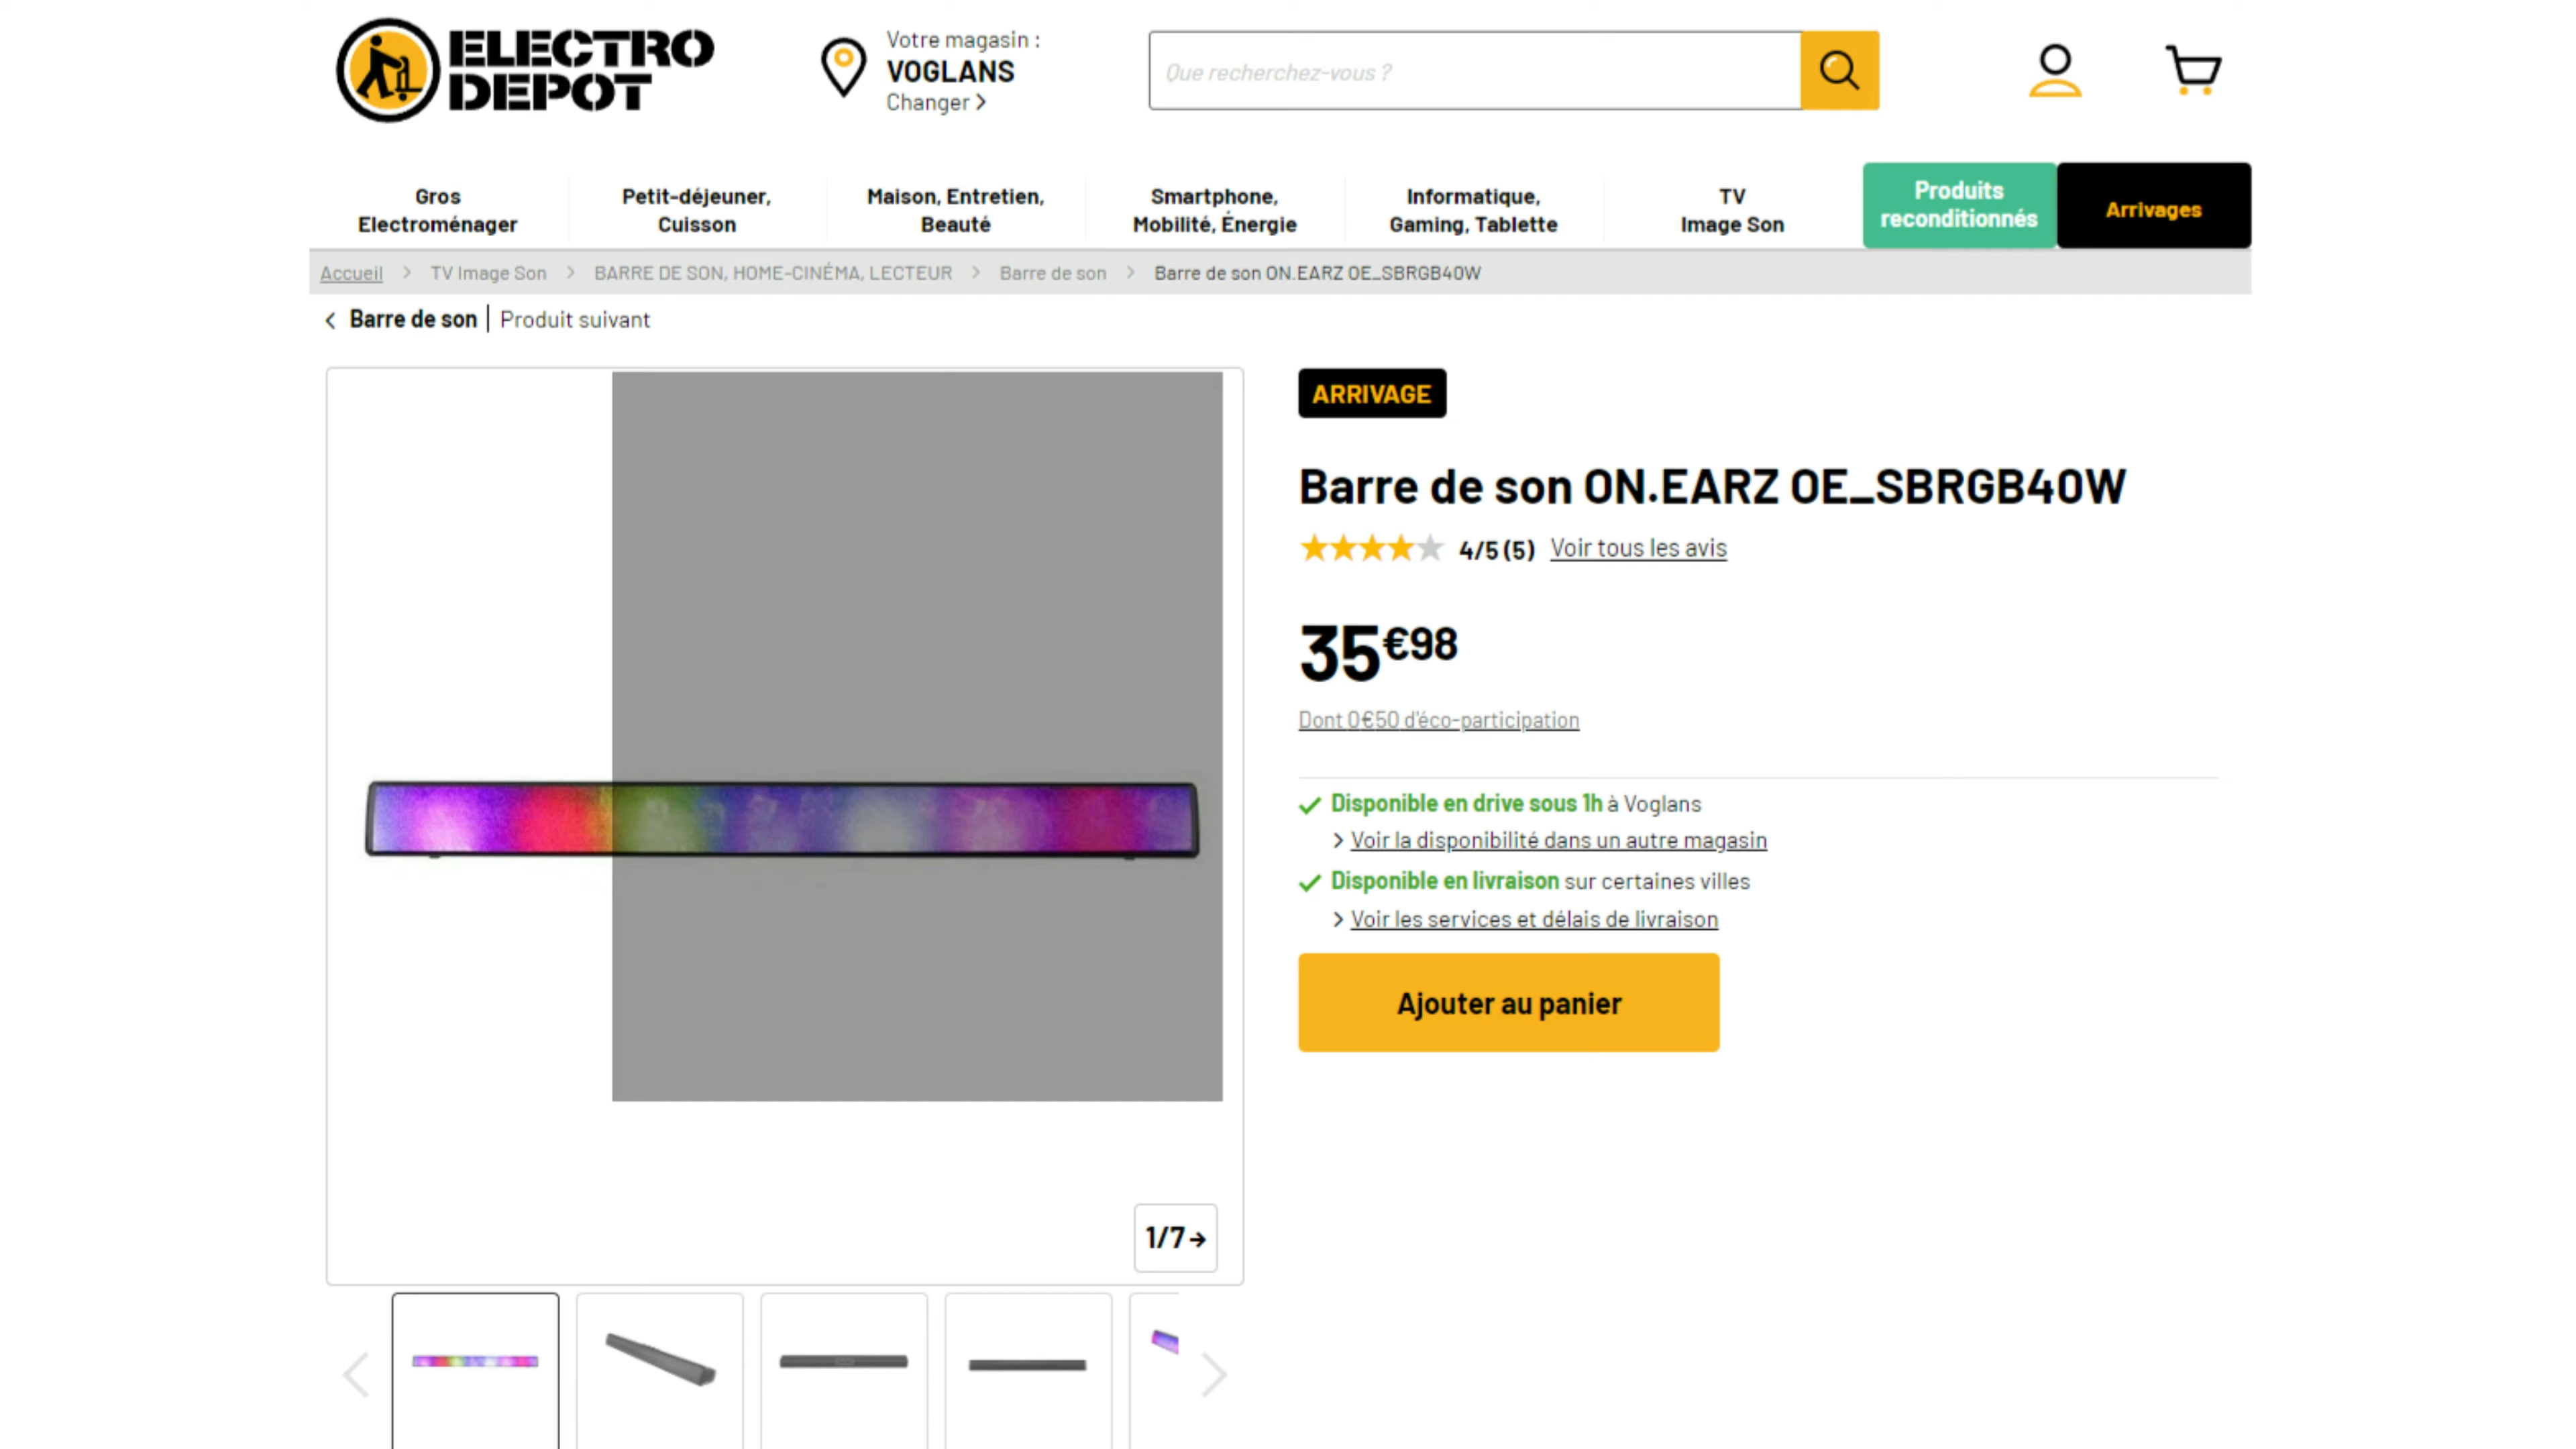 ELECTRO
DEPOT
Votre magasin :
VOGLANS
Changer >
Que recherchez-vous ?
Gros
Electroménager
Petit-déjeuner,
Cuisson
Maison, Entretien,
Beauté
Smartphone,
Mobilité, Énergie
Informatique,
Gaming, Tablette
TV
Image Son
Produits
reconditionnés
Arrivages
Accueil > TV Image Son > BARRE DE SON, HOME-CINÉMA, LECTEUR > Barre de son > Barre de son ON.EARZ OE_SBRGB40W
< Barre de son | Produit suivant
ARRIVAGE
Barre de son ON.EARZ OE_SBRGB40W
4/5 (5) Voir tous les avis
35€98
Dont 0€50 d'éco-participation
Disponible en drive sous 1h à Voglans
> Voir la disponibilité dans un autre magasin
Disponible en livraison sur certaines villes
> Voir les services et délais de livraison
Ajouter au panier
1/7→